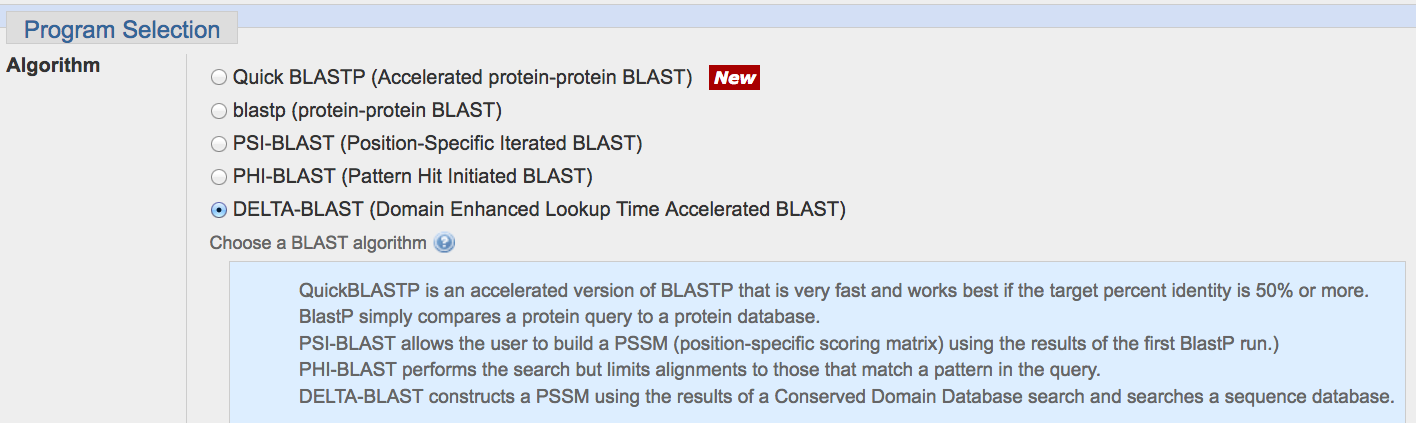 Program Selection
Algorithm
Quick BLASTP (Accelerated protein-protein BLAST) New
blastp (protein-protein BLAST)
PSI-BLAST (Position-Specific Iterated BLAST)
PHI-BLAST (Pattern Hit Initiated BLAST)
DELTA-BLAST (Domain Enhanced Lookup Time Accelerated BLAST)
Choose a BLAST algorithm ?
QuickBLASTP is an accelerated version of BLASTP that is very fast and works best if the target percent identity is 50% or more.
BlastP simply compares a protein query to a protein database.
PSI-BLAST allows the user to build a PSSM (position-specific scoring matrix) using the results of the first BlastP run.)
PHI-BLAST performs the search but limits alignments to those that match a pattern in the query.
DELTA-BLAST constructs a PSSM using the results of a Conserved Domain Database search and searches a sequence database.